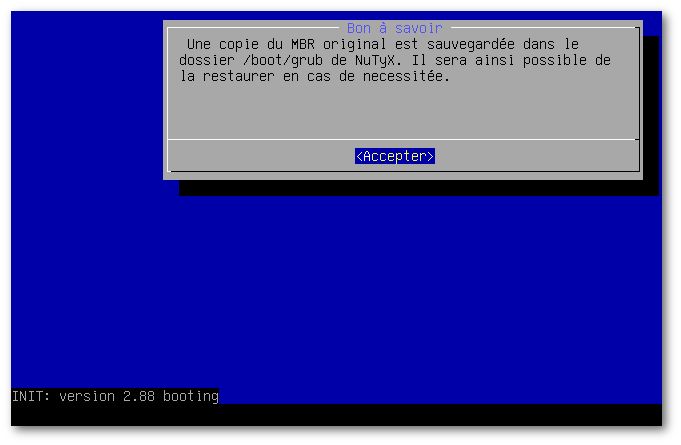 Bon à savoir
Une copie du MBR original est sauvegardée dans le
dossier /boot/grub de NuTyX. Il sera ainsi possible de
la restaurer en cas de necessitée.
<Accepter>
INIT: version 2.88 booting